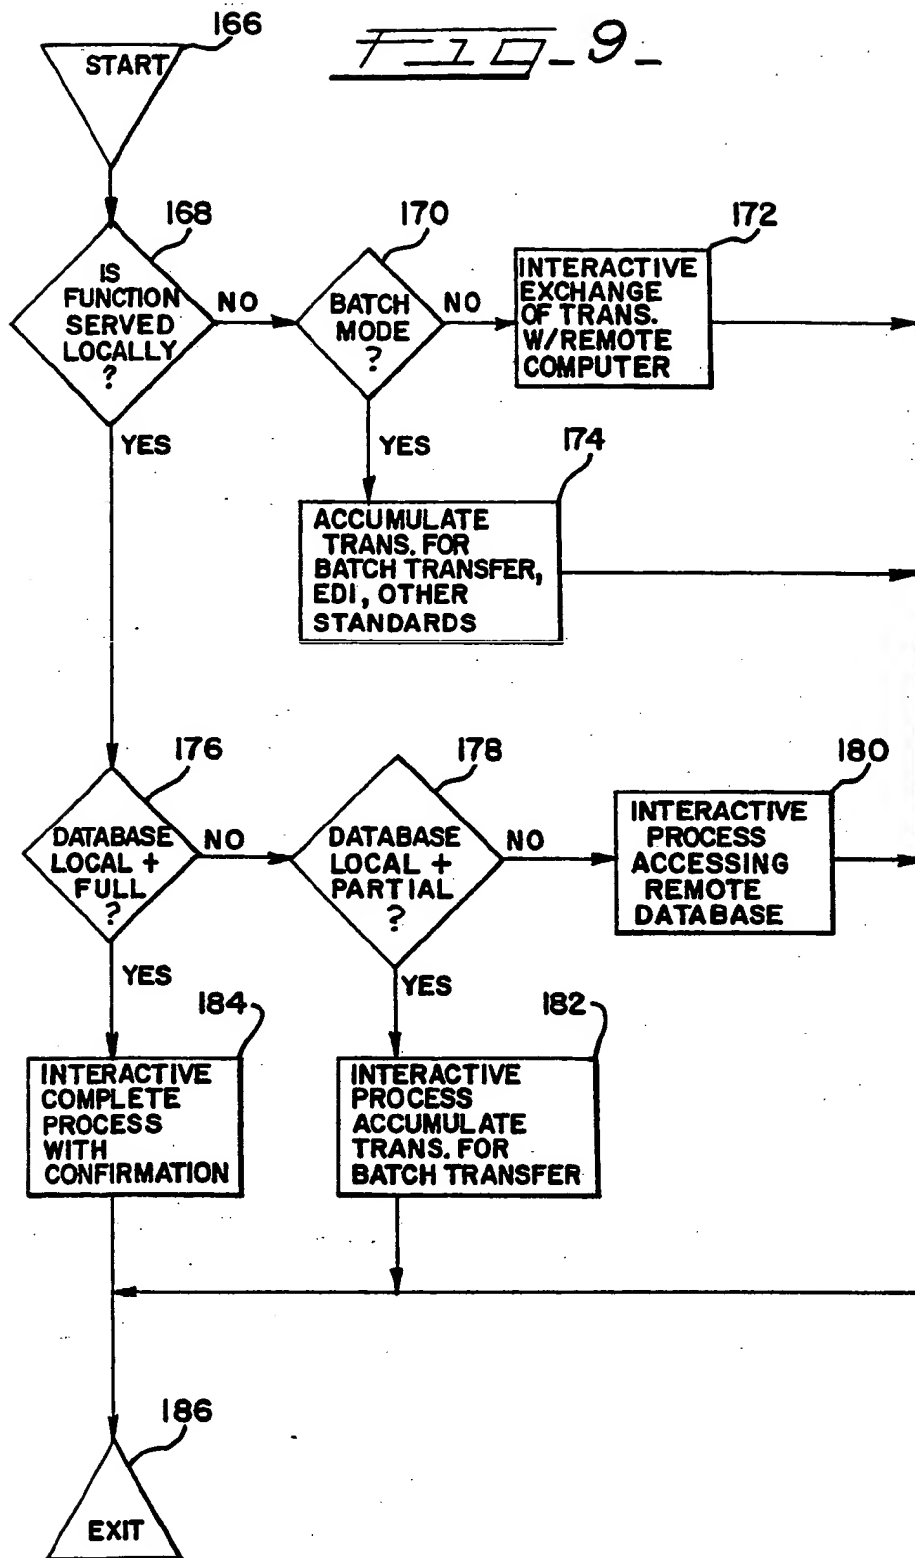 166
Fig_9_
START
168
IS
FUNCTION
SERVED
LOCALLY
?
NO
YES
170
BATCH
MODE
?
NO
YES
172
INTERACTIVE
EXCHANGE
OF TRANS.
W/REMOTE
COMPUTER
174
ACCUMULATE
TRANS. FOR
BATCH TRANSFER,
EDI, OTHER
STANDARDS
176
DATABASE
LOCAL +
FULL
?
NO
YES
178
DATABASE
LOCAL +
PARTIAL
?
NO
YES
180
INTERACTIVE
PROCESS
ACCESSING
REMOTE
DATABASE
184
INTERACTIVE
COMPLETE
PROCESS
WITH
CONFIRMATION
182
INTERACTIVE
PROCESS
ACCUMULATE
TRANS. FOR
BATCH TRANSFER
186
EXIT